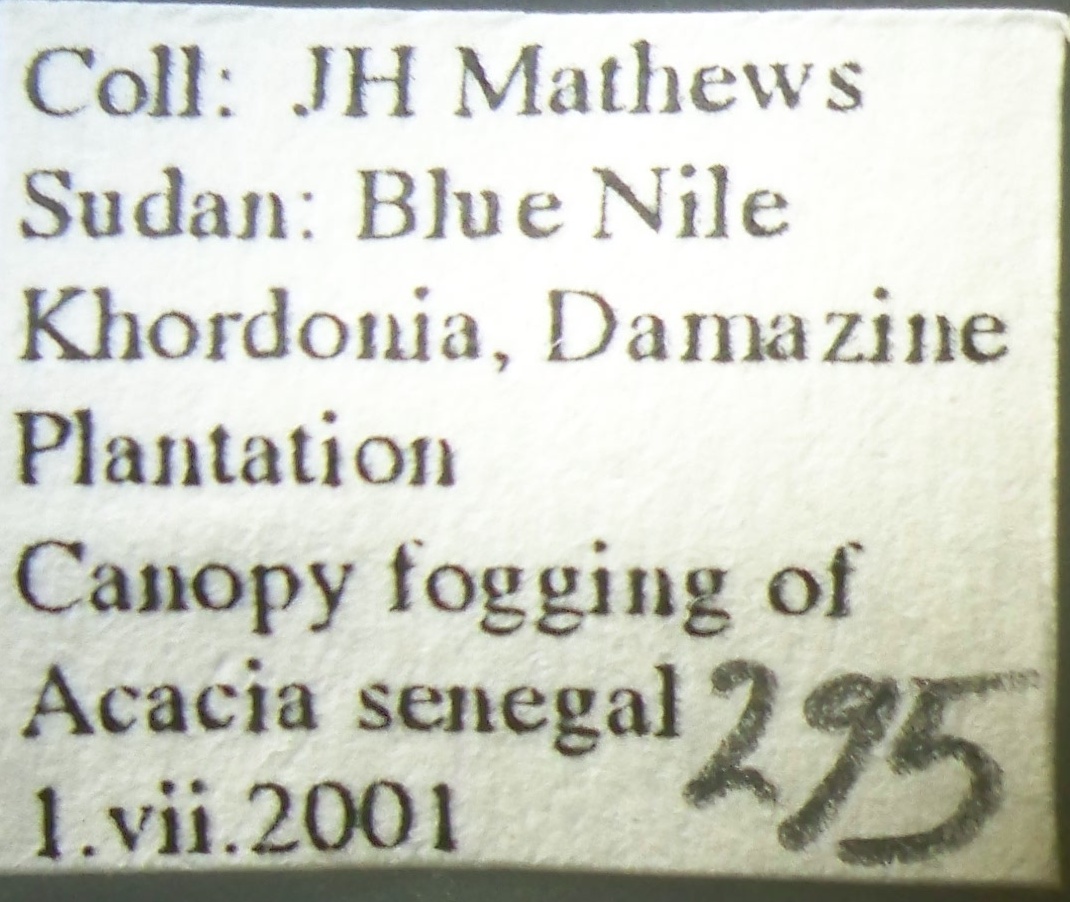 Coll: JH Mathews
Sudan: Blue Nile
Khordonia, Damazine
Plantation
Canopy fogging of
Acacia senegal 295
1.vii.2001